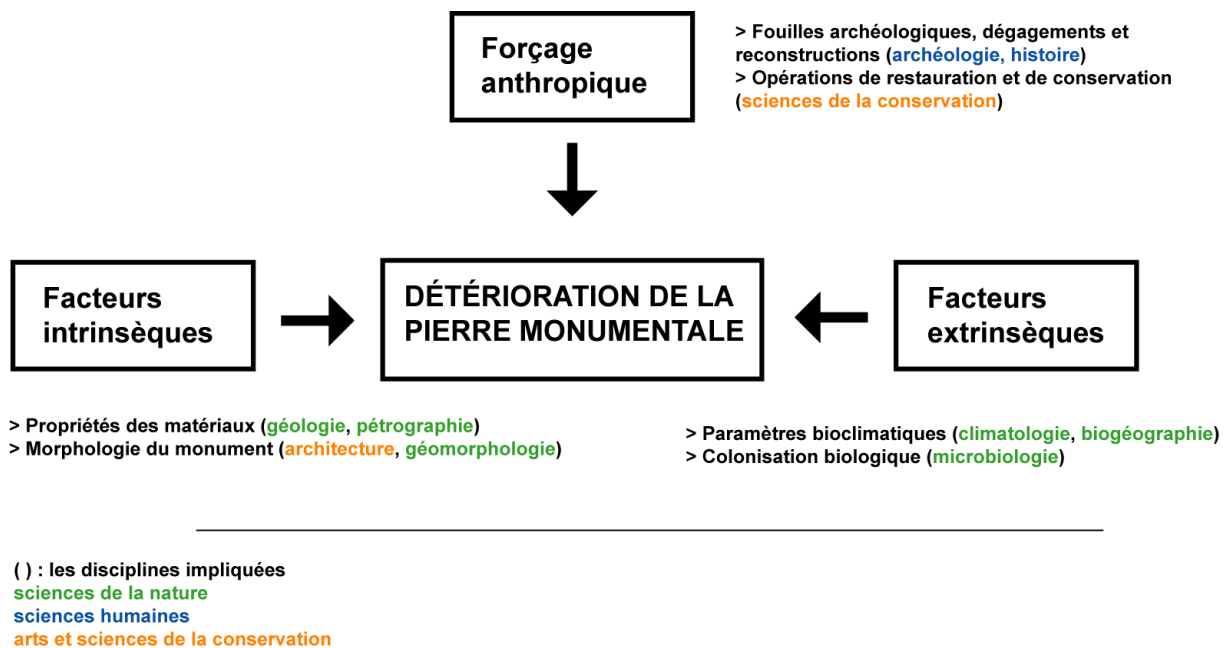 Forçage
anthropique
> Fouilles archéologiques, dégagements et
reconstructions (archéologie, histoire)
> Opérations de restauration et de conservation
(sciences de la conservation)
Facteurs
intrinsèques
DÉTÉRIORATION DE LA
PIERRE MONUMENTALE
Facteurs
extrinsèques
> Propriétés des matériaux (géologie, pétrographie)
> Morphologie du monument (architecture, géomorphologie)
> Paramètres bioclimatiques (climatologie, biogéographie)
> Colonisation biologique (microbiologie)
( ) : les disciplines impliquées
sciences de la nature
sciences humaines
arts et sciences de la conservation